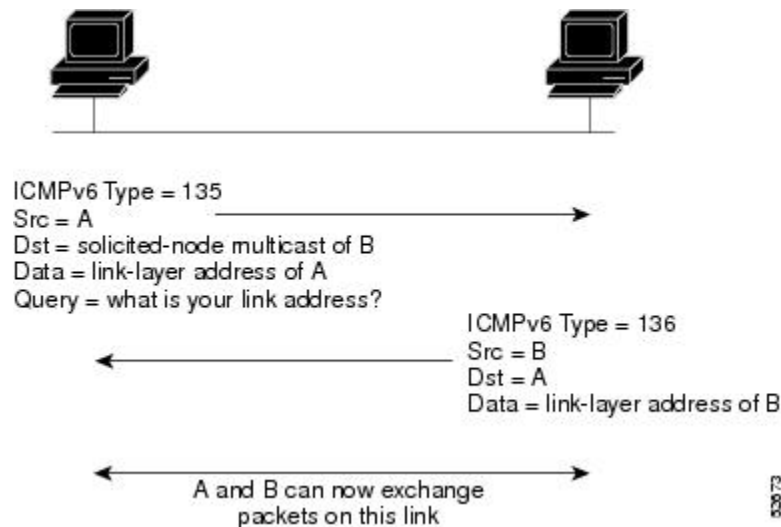 ICMPv6 Type = 135
Src = A
Dst = solicited-node multicast of B
Data = link-layer address of A
Query = what is your link address?
ICMPv6 Type = 136
Src = B
Dst = A
Data = link-layer address of B
A and B can now exchange
packets on this link